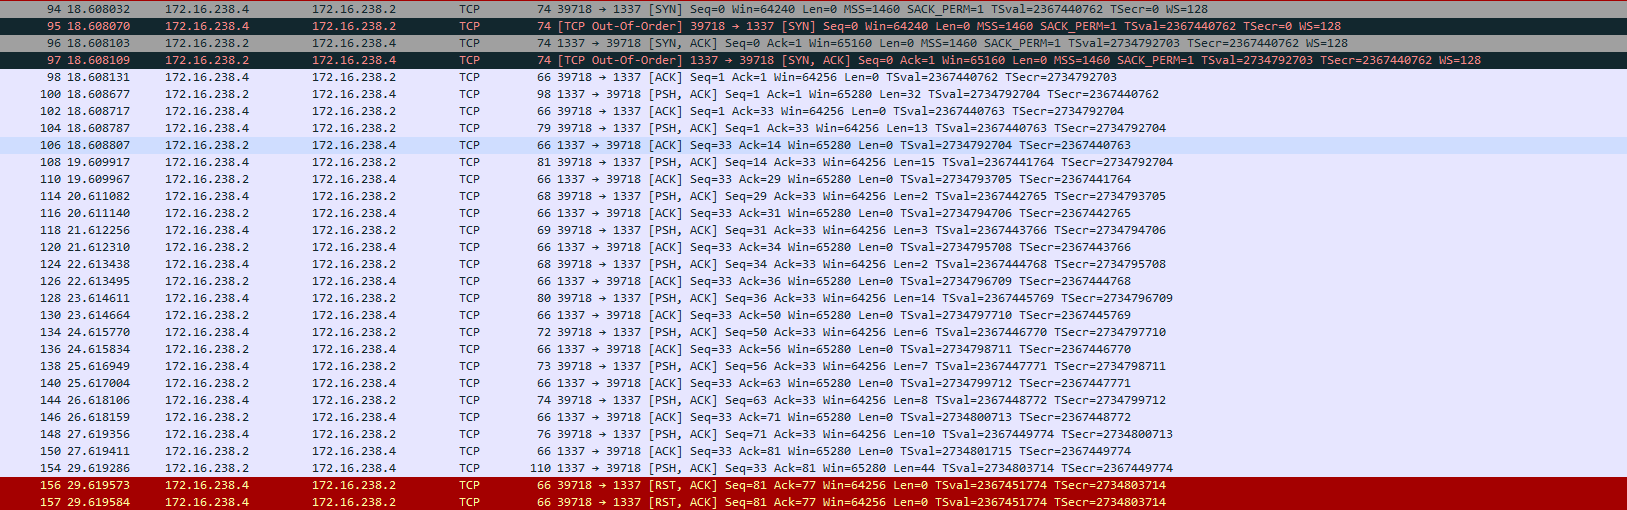 94 18.608032 172.16.238.4 172.16.238.2 TCP 74 39718 → 1337 [SYN] Seq=0 Win=64240 Len=0 MSS=1460 SACK_PERM=1 TSval=2367440762 TSecr=0 WS=128
95 18.608070 172.16.238.4 172.16.238.2 TCP 74 [TCP Out-Of-Order] 39718 → 1337 [SYN] Seq=0 Win=64240 Len=0 MSS=1460 SACK_PERM=1 TSval=2367440762 TSecr=0 WS=128
96 18.608103 172.16.238.2 172.16.238.4 TCP 74 1337 → 39718 [SYN, ACK] Seq=0 Ack=1 Win=65160 Len=0 MSS=1460 SACK_PERM=1 TSval=2734792703 TSecr=2367440762 WS=128
97 18.608109 172.16.238.2 172.16.238.4 TCP 74 [TCP Out-Of-Order] 1337 → 39718 [SYN, ACK] Seq=0 Ack=1 Win=65160 Len=0 MSS=1460 SACK_PERM=1 TSval=2734792703 TSecr=2367440762 WS=128
98 18.608131 172.16.238.4 172.16.238.2 TCP 66 39718 → 1337 [ACK] Seq=1 Ack=1 Win=64256 Len=0 TSval=2367440762 TSecr=2734792703
100 18.608677 172.16.238.2 172.16.238.4 TCP 98 1337 → 39718 [PSH, ACK] Seq=1 Ack=1 Win=65280 Len=32 TSval=2734792704 TSecr=2367440762
102 18.608717 172.16.238.4 172.16.238.2 TCP 66 39718 → 1337 [ACK] Seq=1 Ack=33 Win=64256 Len=0 TSval=2367440763 TSecr=2734792704
104 18.608787 172.16.238.4 172.16.238.2 TCP 79 39718 → 1337 [PSH, ACK] Seq=1 Ack=33 Win=64256 Len=13 TSval=2367440763 TSecr=2734792704
106 18.608807 172.16.238.2 172.16.238.4 TCP 66 1337 → 39718 [ACK] Seq=33 Ack=14 Win=65280 Len=0 TSval=2734792704 TSecr=2367440763
108 19.609917 172.16.238.4 172.16.238.2 TCP 81 39718 → 1337 [PSH, ACK] Seq=14 Ack=33 Win=64256 Len=15 TSval=2367441764 TSecr=2734792704
110 19.609967 172.16.238.2 172.16.238.4 TCP 66 1337 → 39718 [ACK] Seq=33 Ack=29 Win=65280 Len=0 TSval=2734793705 TSecr=2367441764
114 20.611082 172.16.238.4 172.16.238.2 TCP 68 39718 → 1337 [PSH, ACK] Seq=29 Ack=33 Win=64256 Len=2 TSval=2367442765 TSecr=2734793705
116 20.611140 172.16.238.2 172.16.238.4 TCP 66 1337 → 39718 [ACK] Seq=33 Ack=31 Win=65280 Len=0 TSval=2734794706 TSecr=2367442765
118 21.612256 172.16.238.4 172.16.238.2 TCP 69 39718 → 1337 [PSH, ACK] Seq=31 Ack=33 Win=64256 Len=3 TSval=2367443766 TSecr=2734794706
120 21.612310 172.16.238.2 172.16.238.4 TCP 66 1337 → 39718 [ACK] Seq=33 Ack=34 Win=65280 Len=0 TSval=2734795708 TSecr=2367443766
124 22.613438 172.16.238.4 172.16.238.2 TCP 68 39718 → 1337 [PSH, ACK] Seq=34 Ack=33 Win=64256 Len=2 TSval=2367444768 TSecr=2734795708
126 22.613495 172.16.238.2 172.16.238.4 TCP 66 1337 → 39718 [ACK] Seq=33 Ack=36 Win=65280 Len=0 TSval=2734796709 TSecr=2367444768
128 23.614611 172.16.238.4 172.16.238.2 TCP 80 39718 → 1337 [PSH, ACK] Seq=36 Ack=33 Win=64256 Len=14 TSval=2367445769 TSecr=2734796709
130 23.614664 172.16.238.2 172.16.238.4 TCP 66 1337 → 39718 [ACK] Seq=33 Ack=50 Win=65280 Len=0 TSval=2734797710 TSecr=2367445769
134 24.615770 172.16.238.4 172.16.238.2 TCP 72 39718 → 1337 [PSH, ACK] Seq=50 Ack=33 Win=64256 Len=6 TSval=2367446770 TSecr=2734797710
136 24.615834 172.16.238.2 172.16.238.4 TCP 66 1337 → 39718 [ACK] Seq=33 Ack=56 Win=65280 Len=0 TSval=2734798711 TSecr=2367446770
138 25.616949 172.16.238.4 172.16.238.2 TCP 73 39718 → 1337 [PSH, ACK] Seq=56 Ack=33 Win=64256 Len=7 TSval=2367447771 TSecr=2734798711
140 25.617004 172.16.238.2 172.16.238.4 TCP 66 1337 → 39718 [ACK] Seq=33 Ack=63 Win=65280 Len=0 TSval=2734799712 TSecr=2367447771
144 26.618106 172.16.238.4 172.16.238.2 TCP 74 39718 → 1337 [PSH, ACK] Seq=63 Ack=33 Win=64256 Len=8 TSval=2367448772 TSecr=2734799712
146 26.618159 172.16.238.2 172.16.238.4 TCP 66 1337 → 39718 [ACK] Seq=33 Ack=71 Win=65280 Len=0 TSval=2734800713 TSecr=2367448772
148 27.619356 172.16.238.4 172.16.238.2 TCP 76 39718 → 1337 [PSH, ACK] Seq=71 Ack=33 Win=64256 Len=10 TSval=2367449774 TSecr=2734800713
150 27.619411 172.16.238.2 172.16.238.4 TCP 66 1337 → 39718 [ACK] Seq=33 Ack=81 Win=65280 Len=0 TSval=2734801715 TSecr=2367449774
154 29.619286 172.16.238.2 172.16.238.4 TCP 110 1337 → 39718 [PSH, ACK] Seq=33 Ack=81 Win=65280 Len=44 TSval=2734803714 TSecr=2367449774
156 29.619573 172.16.238.4 172.16.238.2 TCP 66 39718 → 1337 [RST, ACK] Seq=81 Ack=77 Win=64256 Len=0 TSval=2367451774 TSecr=2734803714
157 29.619584 172.16.238.4 172.16.238.2 TCP 66 39718 → 1337 [RST, ACK] Seq=81 Ack=77 Win=64256 Len=0 TSval=2367451774 TSecr=2734803714